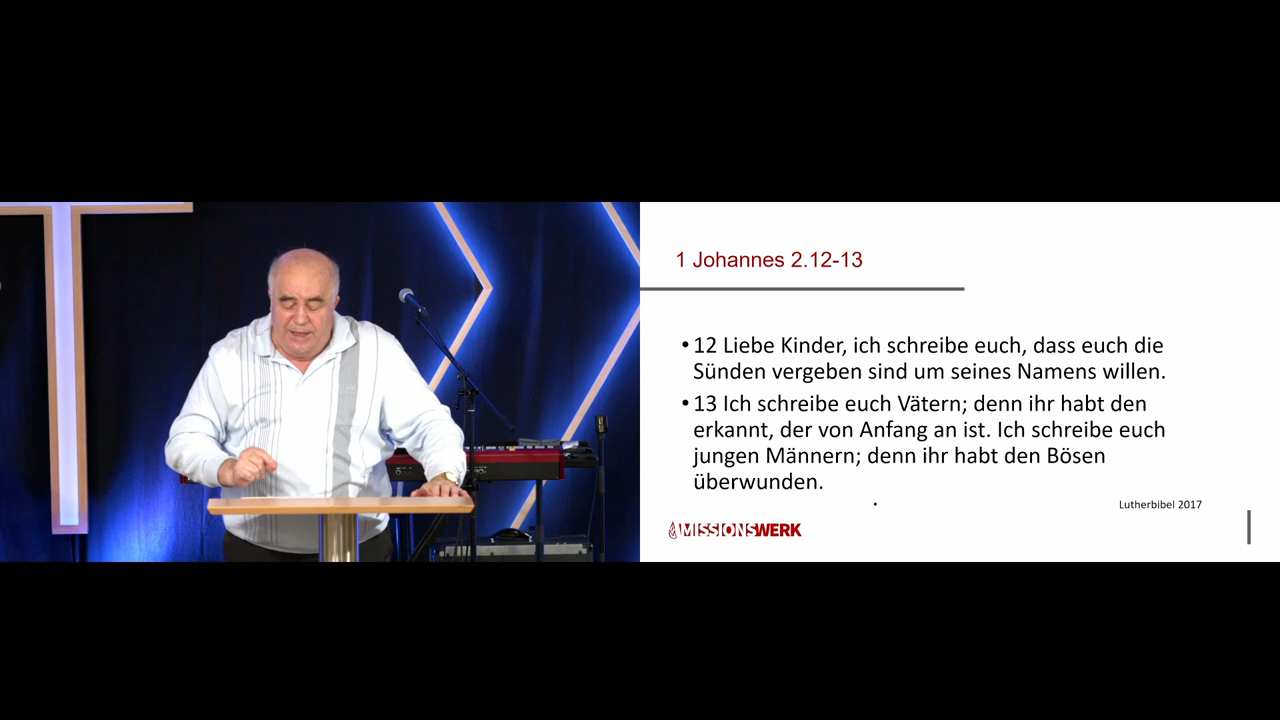 1 Johannes 2.12-13
• 12 Liebe Kinder, ich schreibe euch, dass euch die
Sünden vergeben sind um seines Namens willen.
• 13 Ich schreibe euch Vätern; denn ihr habt den
erkannt, der von Anfang an ist. Ich schreibe euch
jungen Männern; denn ihr habt den Bösen
überwunden.
•
Lutherbibel 2017
MISSIONSWERK